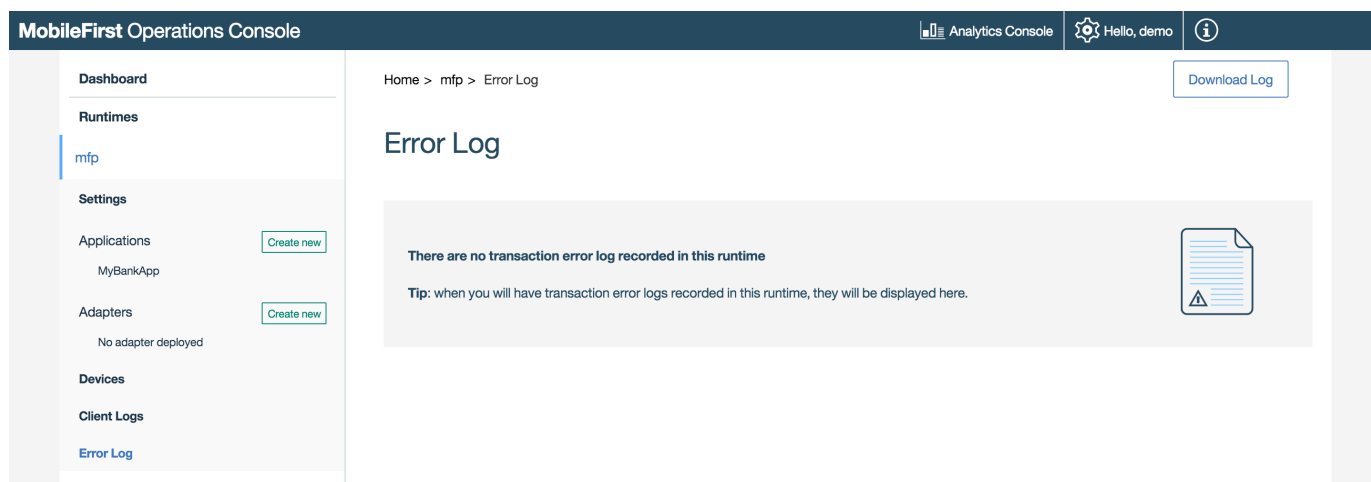 MobileFirst Operations Console
Analytics Console
Hello, demo
Dashboard
Runtimes
mfp
Settings
Applications
Create new
MyBankApp
Adapters
Create new
No adapter deployed
Devices
Client Logs
Error Log
Home > mfp > Error Log
Download Log
Error Log
There are no transaction error log recorded in this runtime
Tip: when you will have transaction error logs recorded in this runtime, they will be displayed here.